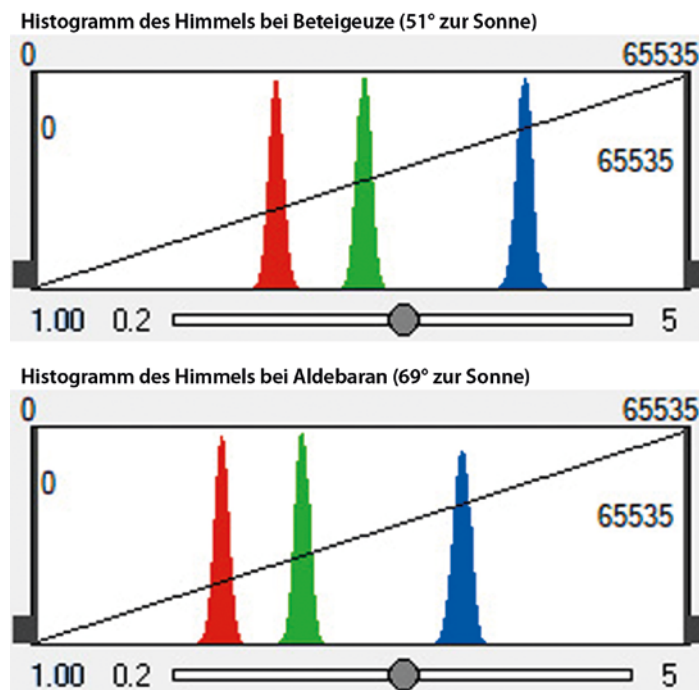 Histogramm des Himmels bei Beteigeuze (51° zur Sonne)
0 65535
0
65535
1.00 0.2 5
Histogramm des Himmels bei Aldebaran (69° zur Sonne)
0 65535
0
65535
1.00 0.2 5